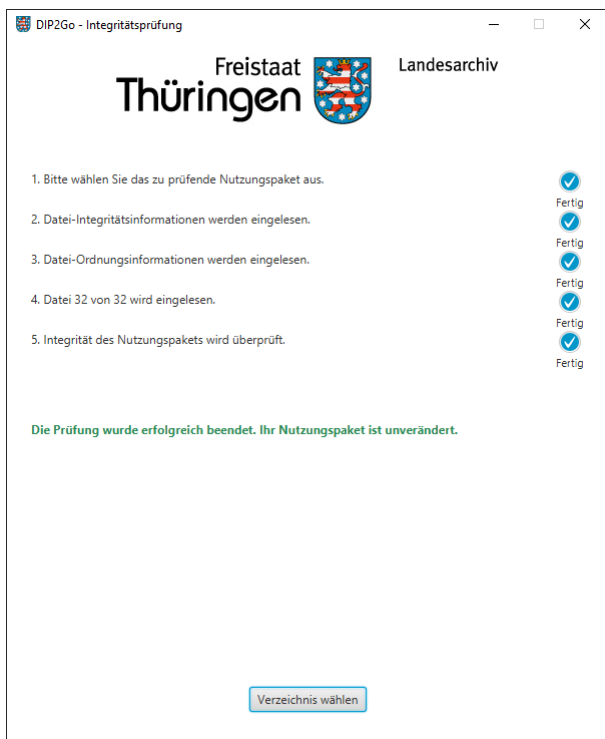 DIP2Go - Integritätsprüfung
Freistaat
Thüringen
Landesarchiv
1. Bitte wählen Sie das zu prüfende Nutzungspaket aus.
Fertig
2. Datei-Integritätsinformationen werden eingelesen.
Fertig
3. Datei-Ordnungsinformationen werden eingelesen.
Fertig
4. Datei 32 von 32 wird eingelesen.
Fertig
5. Integrität des Nutzungspakets wird überprüft.
Fertig
Die Prüfung wurde erfolgreich beendet. Ihr Nutzungspaket ist unverändert.
Verzeichnis wählen